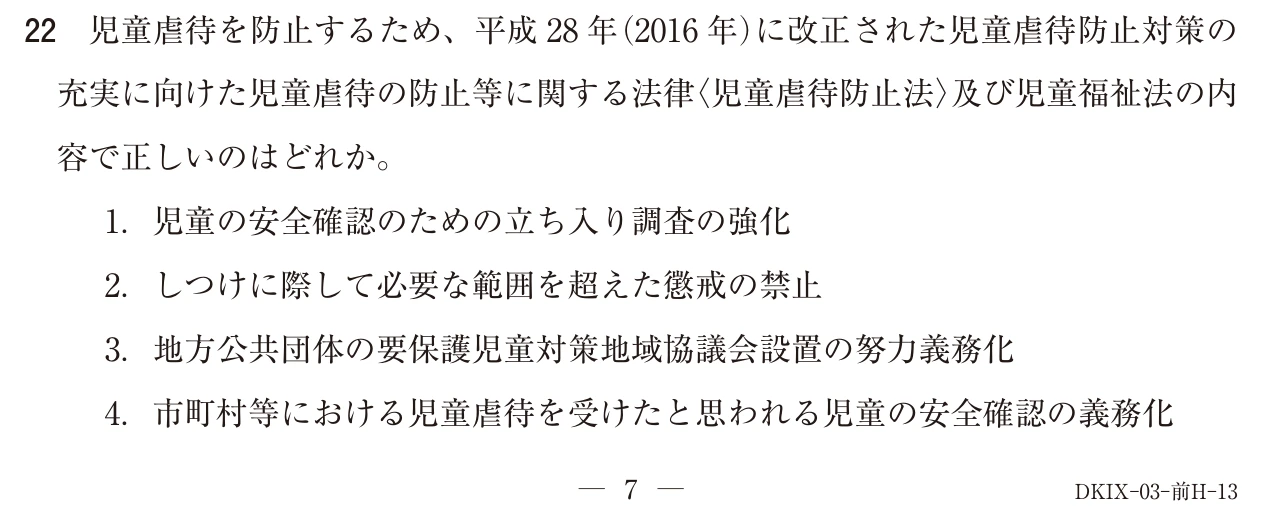 22 児童虐待を防止するため、平成 28 年(2016 年)に改正された児童虐待防止対策の
充実に向けた児童虐待の防止等に関する法律〈児童虐待防止法〉及び児童福祉法の内
容で正しいのはどれか。
1. 児童の安全確認のための立ち入り調査の強化
2. しつけに際して必要な範囲を超えた懲戒の禁止
3. 地方公共団体の要保護児童対策地域協議会設置の努力義務化
4. 市町村等における児童虐待を受けたと思われる児童の安全確認の義務化
— 7 —
DKIX-03-前H-13